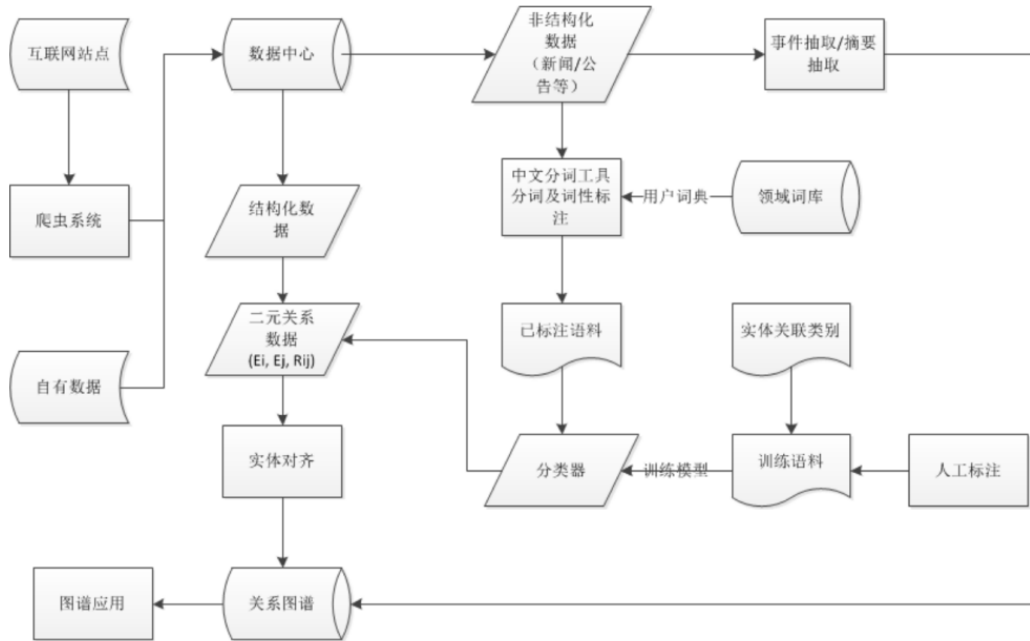 互联网站点
数据中心
非结构化
数据
（新闻/公
告等）
事件抽取/摘要
抽取
爬虫系统
结构化数
据
中文分词工具
分词及词性标
注
用户词典
领域词库
二元关系
数据
(Ei, Ej, Rij)
已标注语料
实体关联类别
自有数据
实体对齐
分类器
训练模型
训练语料
人工标注
图谱应用
关系图谱